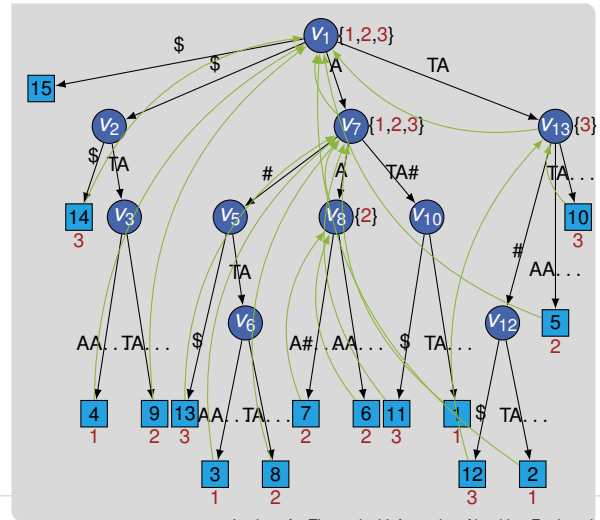 $ v1 {1,2,3}
$ A TA
15
v2 v7 {1,2,3} v13 {3}
$ TA # A TA# TA...
14 v3 v5 v8 {2} v10 10
3 3
TA # AA...
v6 v12 5
2
AA... TA... $ A#... AA... $ TA...
4 9 13 AA... TA... 7 6 11 1 $ TA...
1 2 3 2 2 3 1
3 8 12 2
1 2 3 1